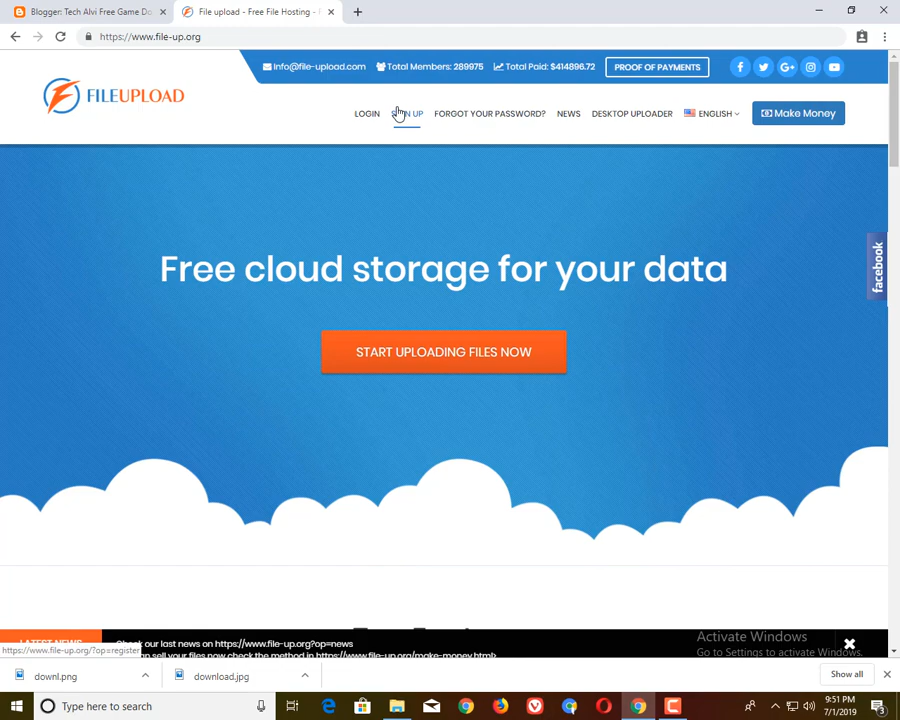 Blogger: Tech Alvi Free Game Do
File upload - Free File Hosting -
https://www.file-up.org
Info@file-upload.com
Total Members: 289975
Total Paid: $414896.72
PROOF OF PAYMENTS
FILEUPLOAD
LOGIN
UP
FORGOT YOUR PASSWORD?
NEWS
DESKTOP UPLOADER
ENGLISH
Make Money
facebook
Free cloud storage for your data
START UPLOADING FILES NOW
LATEST NEWS
our last news on https://www.file-up.org?op=news
sell your files now check the method in https://www.file-up.org/make-money.html
https://www.file-up.org/?op=register
Activate Windows
Go to Settings to activate Windows.
downl.png
download.jpg
Show all
Type here to search
9:51 PM
7/1/2019
3